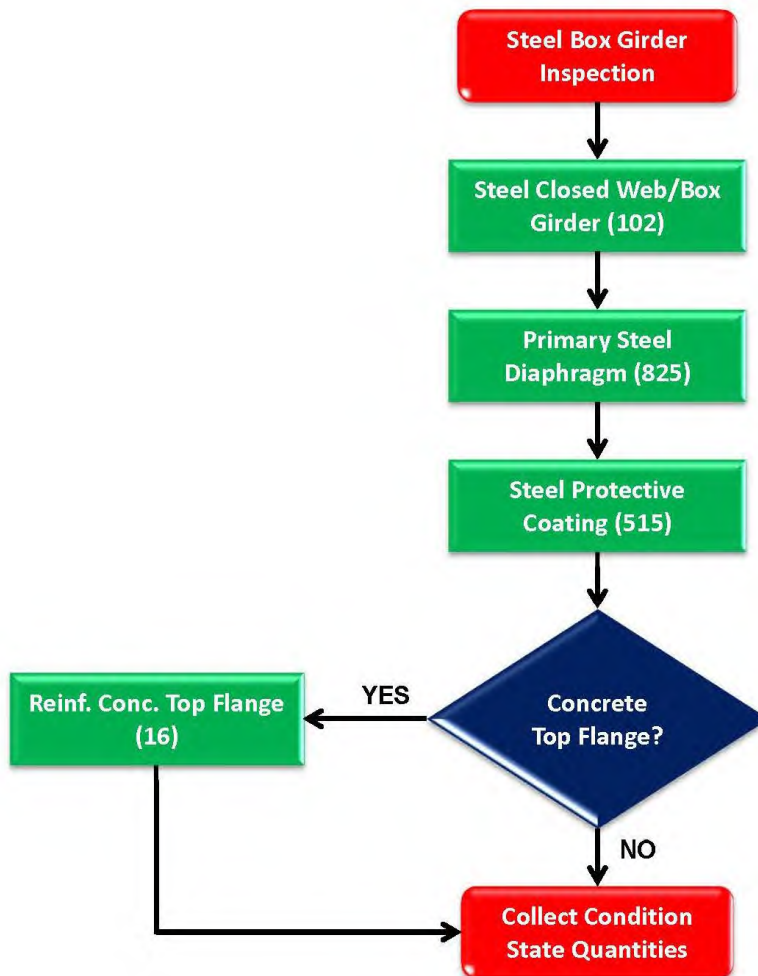 Steel Box Girder
Inspection
Steel Closed Web/Box
Girder (102)
Primary Steel
Diaphragm (825)
Steel Protective
Coating (515)
Concrete
Top Flange?
YES
Reinf. Conc. Top Flange
(16)
NO
Collect Condition
State Quantities